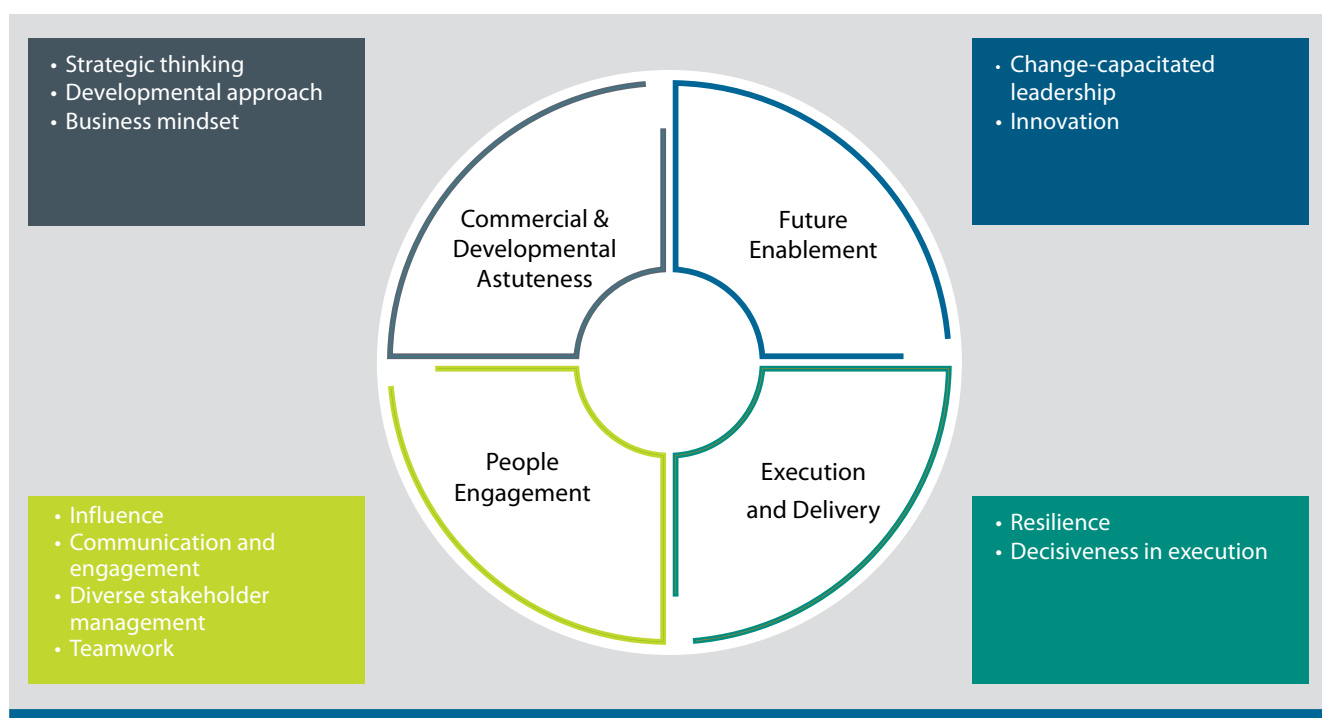 • Strategic thinking
• Developmental approach
• Business mindset
• Change-capacitated
leadership
• Innovation
Commercial &
Developmental
Astuteness
Future
Enablement
People
Engagement
Execution
and Delivery
• Influence
• Communication and
engagement
• Diverse stakeholder
management
• Teamwork
• Resilience
• Decisiveness in execution